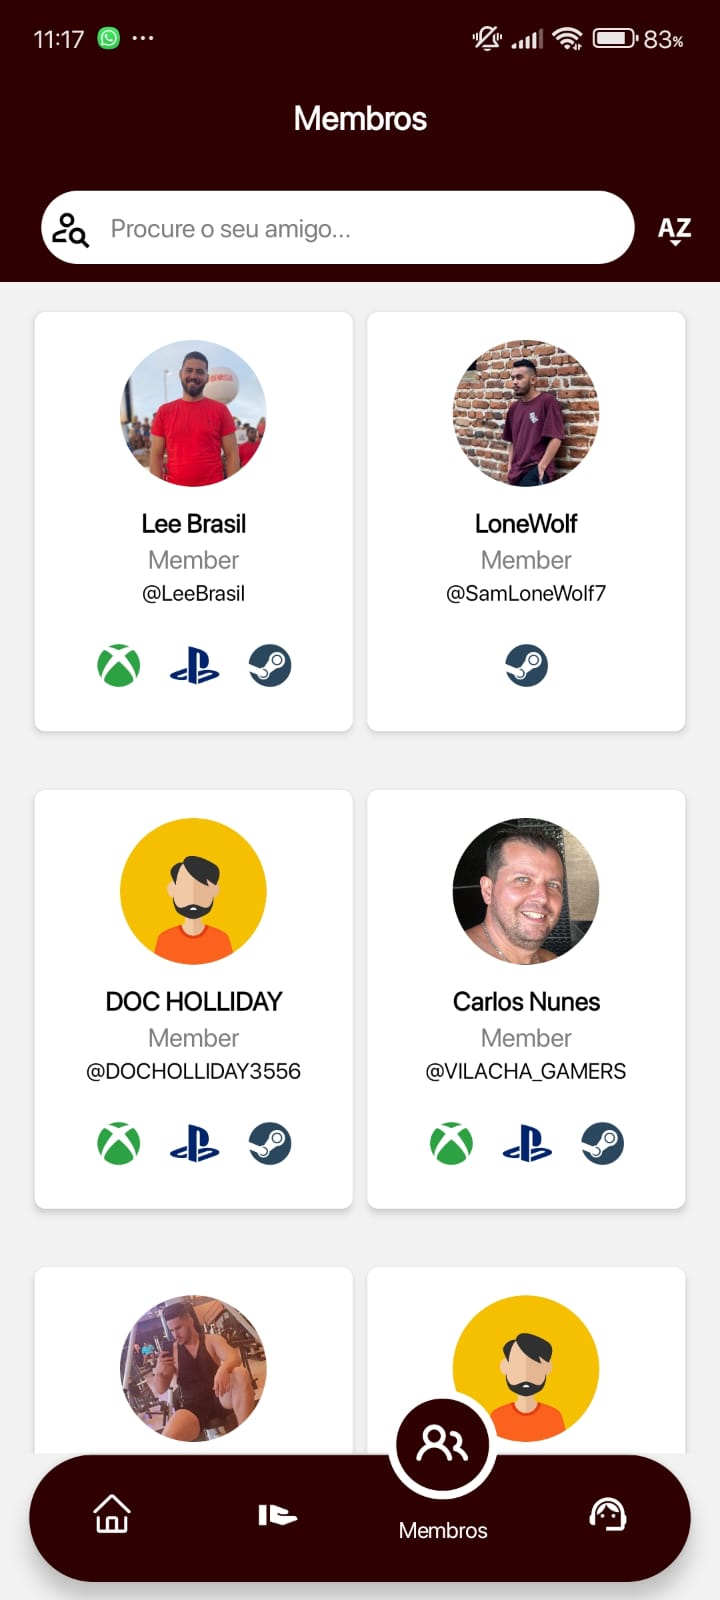 11:17
83%
Membros
Procure o seu amigo...
AZ
Lee Brasil
Member
@LeeBrasil
LoneWolf
Member
@SamLoneWolf7
DOC HOLLIDAY
Member
@DOCHOLLIDAY3556
Carlos Nunes
Member
@VILACHA_GAMERS
Membros